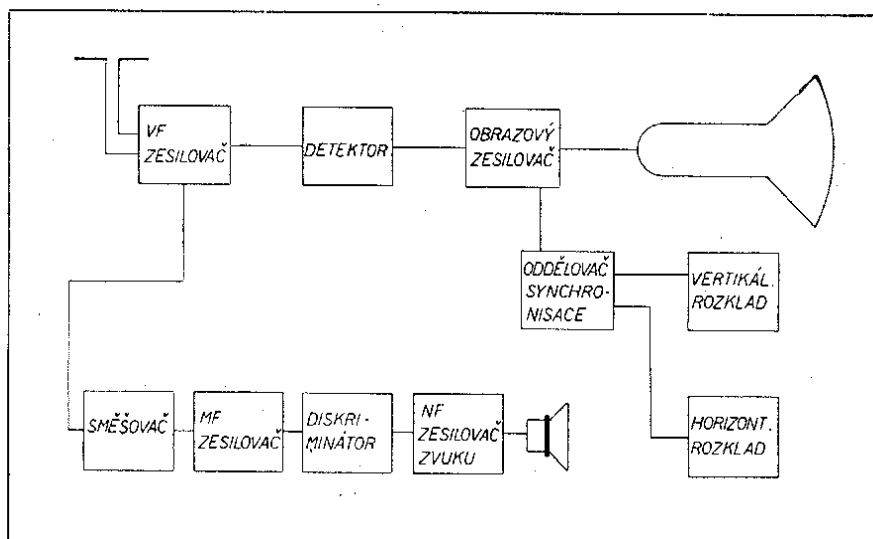 VF
ZESILOVAČ
DETEKTOR
OBRAZOVÝ
ZESILOVAČ
ODDĚLOVAČ
SYNCHRO-
NISACE
VERTIKÁL.
ROZKLAD
SMĚŠOVAČ
MF
ZESILOVAČ
DISKRI-
MINÁTOR
NF
ZESILOVAČ
ZVUKU
HORIZONT.
ROZKLAD